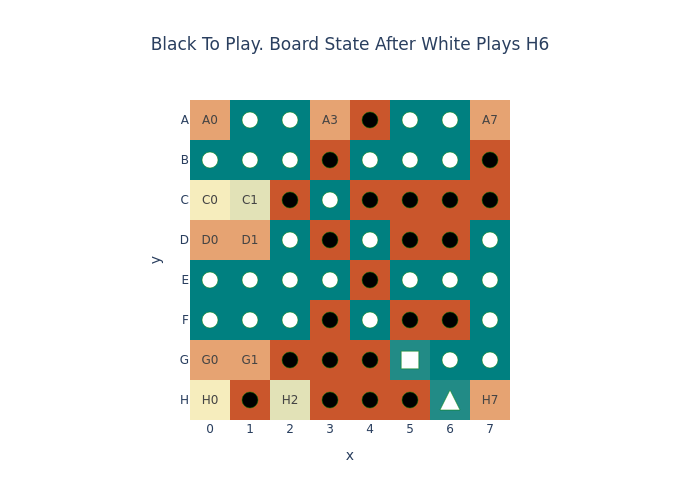 Black To Play. Board State After White Plays H6
A A0 A3 A7
B
C C0 C1
D D0 D1
E
F
G G0 G1
H H0 H2 H7
0 1 2 3 4 5 6 7
x
y